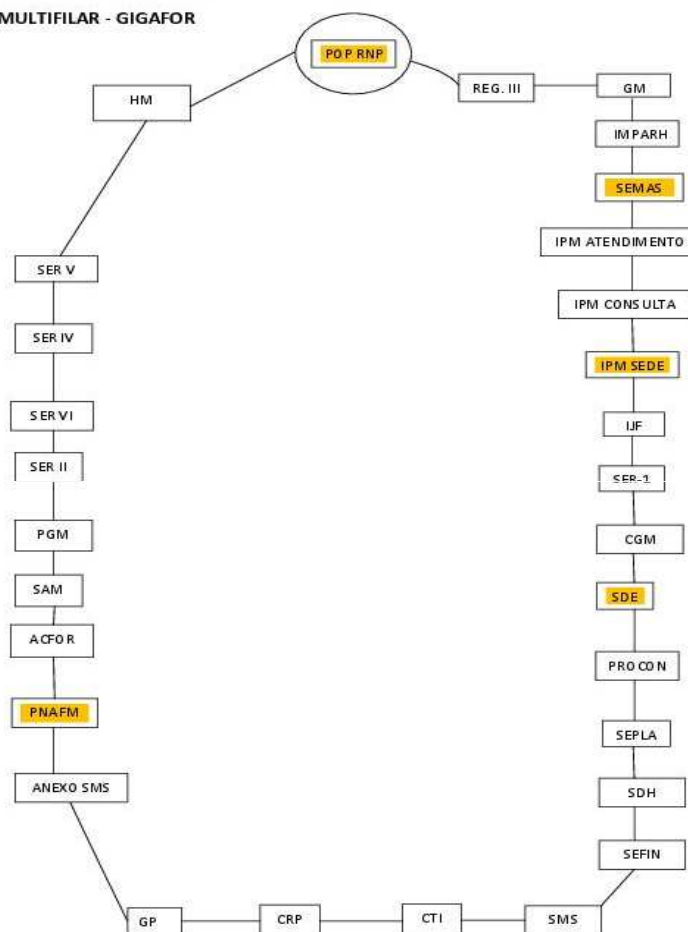 MULTIFILAR - GIGAFOR
POP RNP
HM
REG. III
GM
IMPARH
SEMAS
IPM ATENDIMENTO
IPM CONSULTA
IPM SEDE
IJF
SER-1
CGM
SDE
PROCON
SEPLA
SDH
SEFIN
SMS
CTI
CRP
GP
ANEXO SMS
PNAFM
ACFOR
SAM
PGM
SER II
SER VI
SER IV
SER V